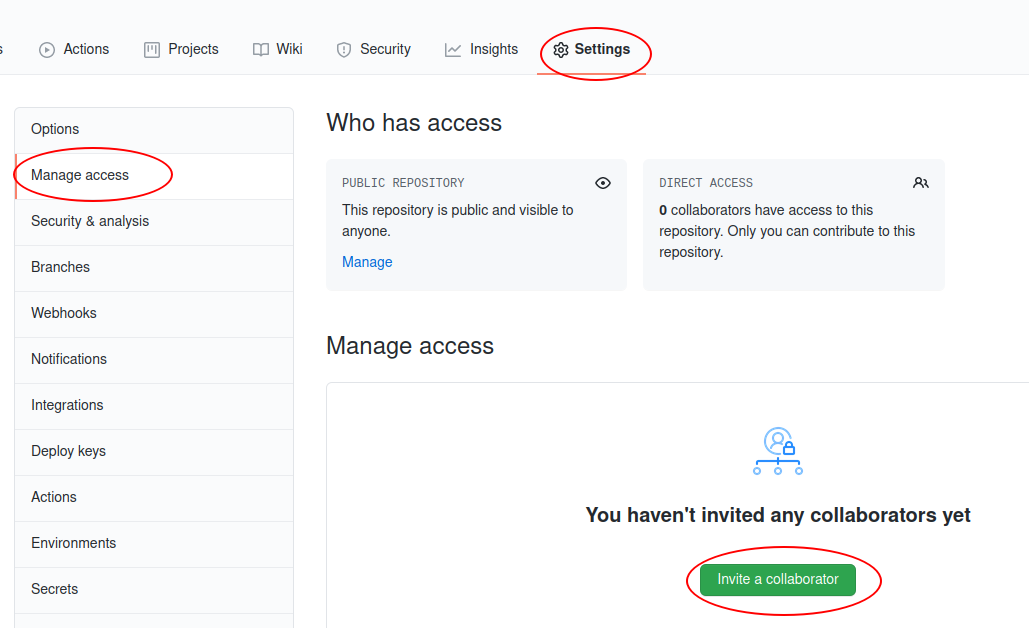 s Actions Projects Wiki Security Insights Settings
Options
Manage access
Security & analysis
Branches
Webhooks
Notifications
Integrations
Deploy keys
Actions
Environments
Secrets
Who has access
PUBLIC REPOSITORY
This repository is public and visible to
anyone.
Manage
DIRECT ACCESS
0 collaborators have access to this
repository. Only you can contribute to this
repository.
Manage access
You haven't invited any collaborators yet
Invite a collaborator